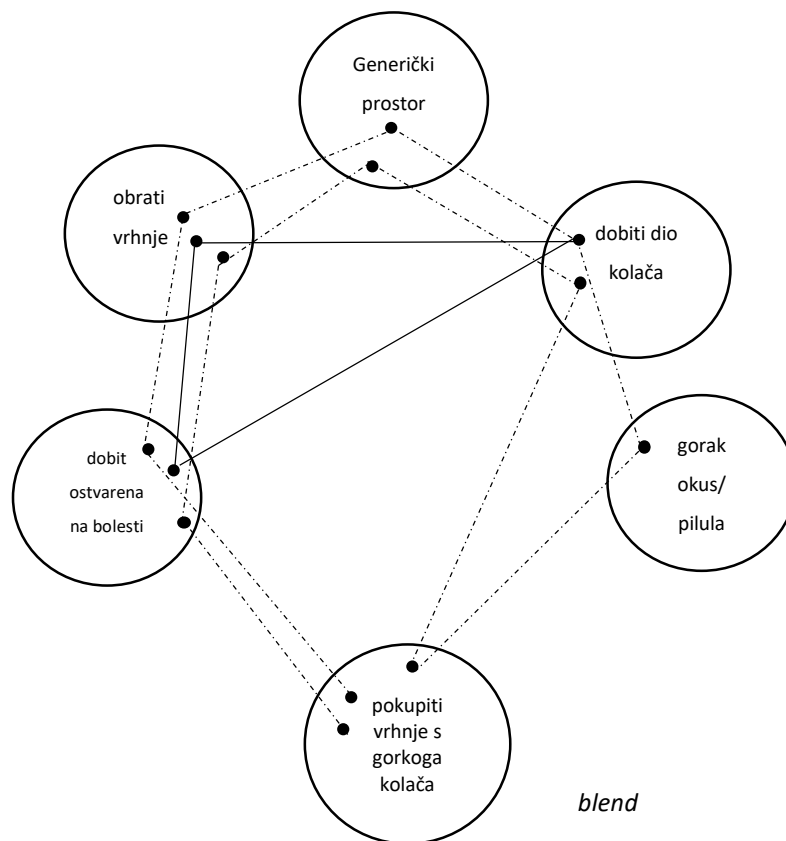 Generički
prostor
obrati
vrhnje
dobiti dio
kolača
dobit
ostvarena
na bolesti
gorak
okus/
pilula
pokupiti
vrhnje s
gorkoga
kolača
blend